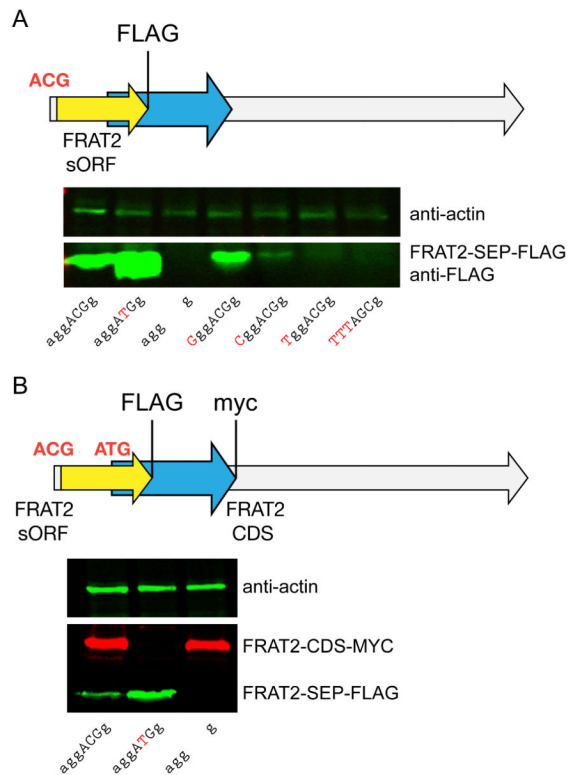 A
FLAG
ACG
FRAT2
sORF
anti-actin
FRAT2-SEP-FLAG
anti-FLAG
aggACGg
aggATGg
agg   g
GggACGg
CggACGg
TggACGg
TTTAGCg
B
FLAG myc
ACG ATG
FRAT2
sORF
FRAT2
CDS
anti-actin
FRAT2-CDS-MYC
FRAT2-SEP-FLAG
aggACGg
aggATGg
agg   g